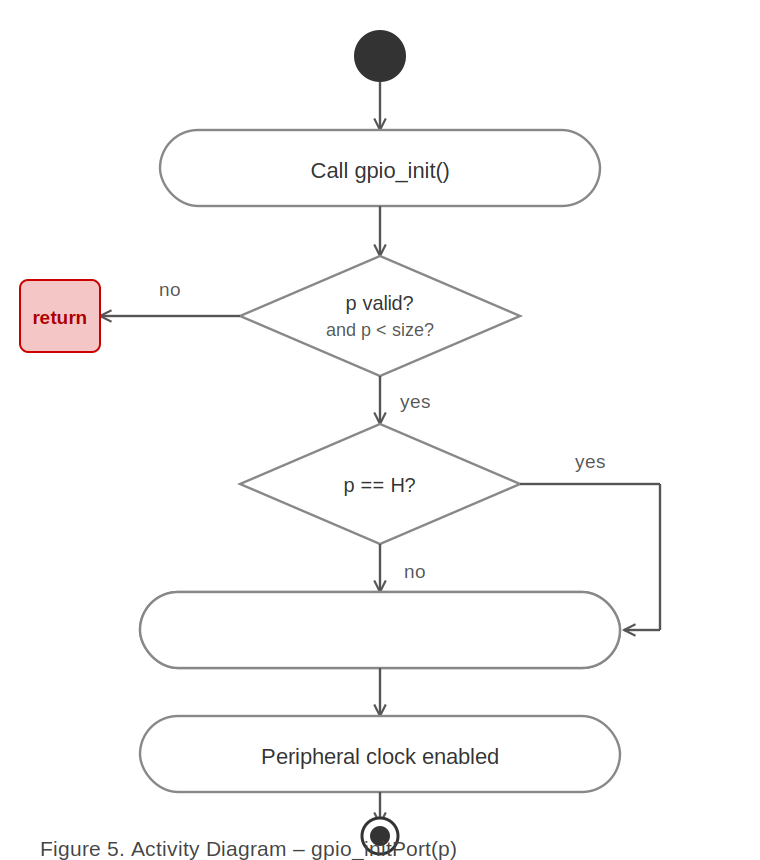 Call gpio_init()
p valid?
and p < size?
no
return
yes
p == H?
yes
no
Peripheral clock enabled
Figure 5. Activity Diagram – gpio_initPort(p)